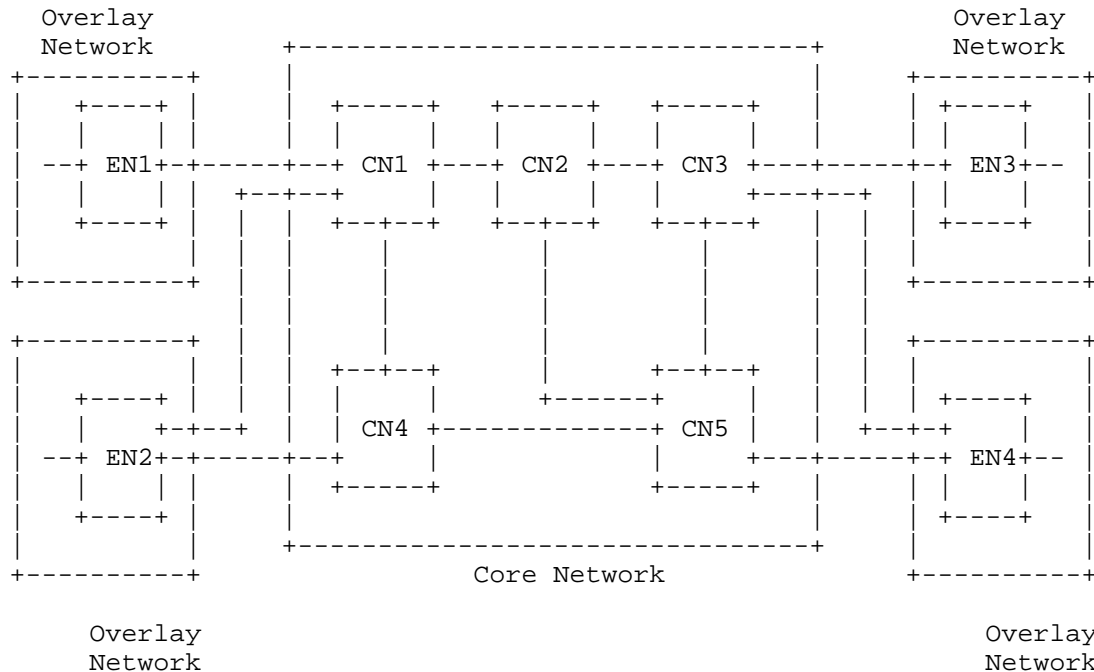 Overlay Overlay
Network Network
EN1 CN1 CN2 CN3 EN3
CN4 CN5
EN2 EN4
Core Network
Overlay Overlay
Network Network